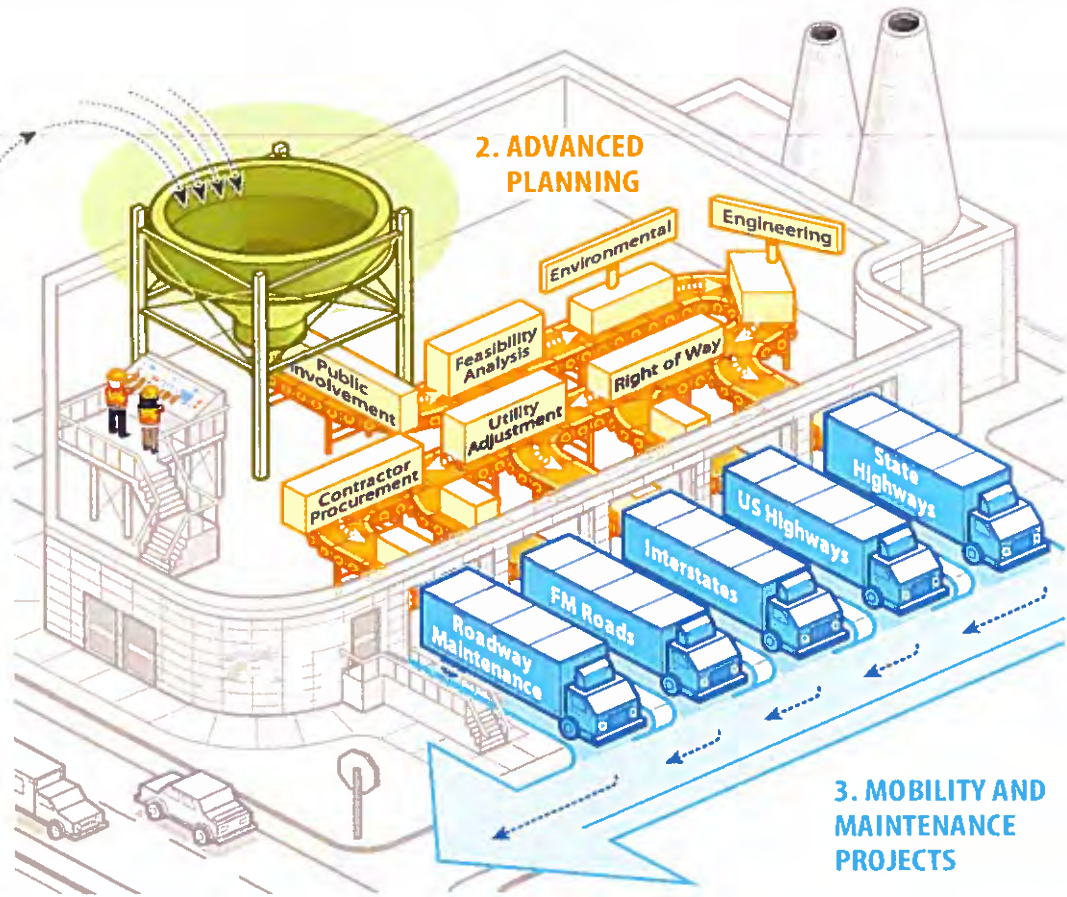 2. ADVANCED
PLANNING
Public
Involvement
Feasibility
Analysis
Environmental
Engineering
Right of Way
Utility
Adjustment
Contractor
Procurement
State
Highways
US Highways
Interstates
FM Roads
Roadway
Maintenance
3. MOBILITY AND
MAINTENANCE
PROJECTS